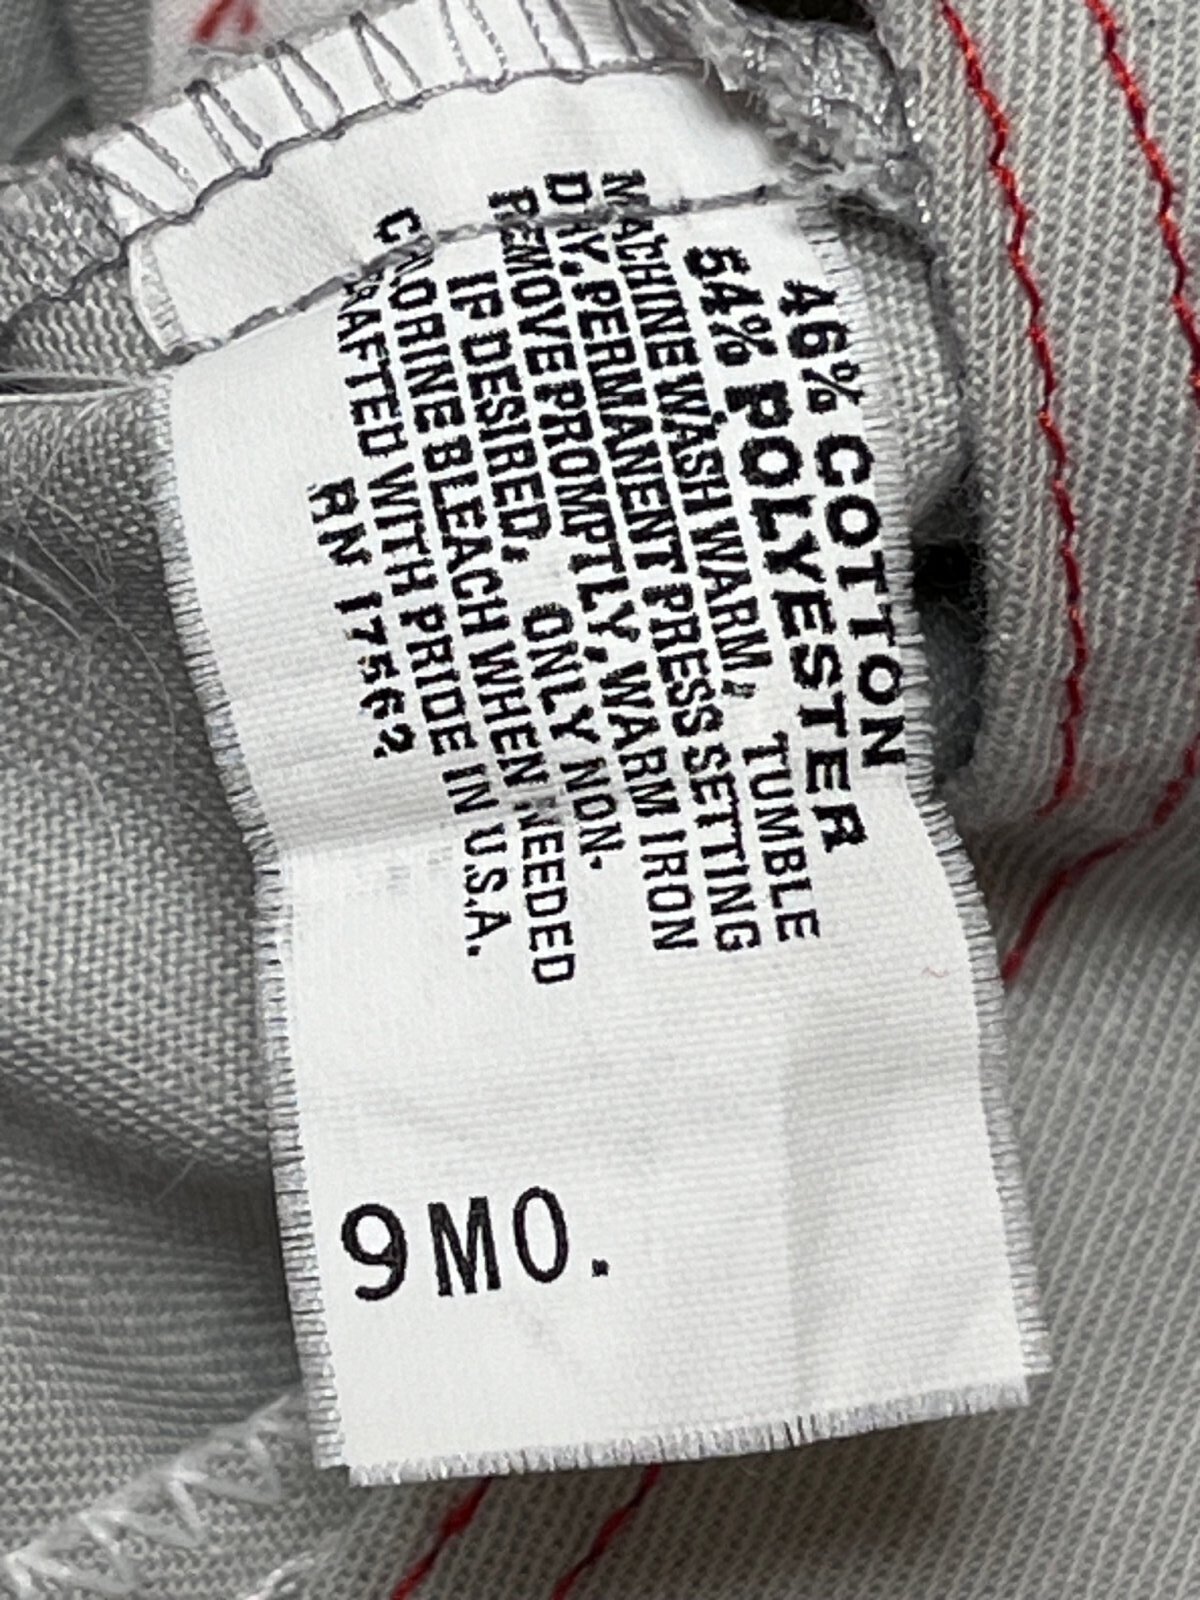 46% COTTON
54% POLYESTER
MACHINE WASH WARM, TUMBLE
DRY, PERMANENT PRESS SETTING
REMOVE PROMPTLY, WARM IRON
IF DESIRED, ONLY NON-
CHLORINE BLEACH WHEN NEEDED
CRAFTED WITH PRIDE IN U.S.A.
RN 17562
9MO.